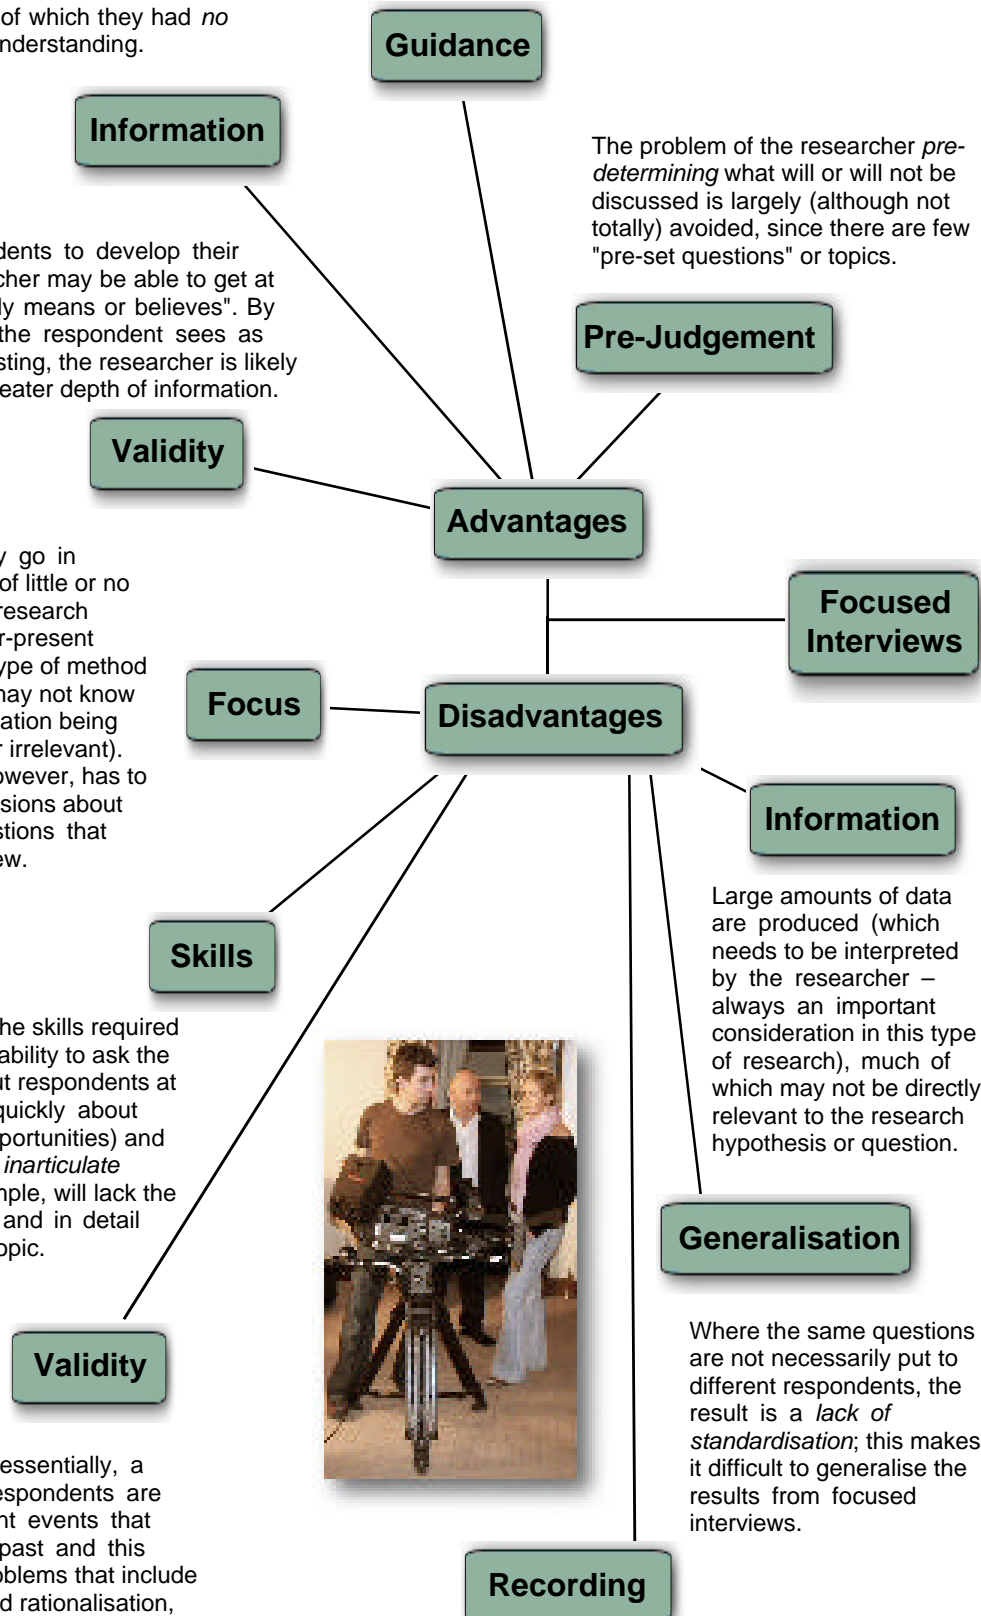 of which they had no
nderstanding.
Guidance
Information
The problem of the researcher pre-
determining what will or will not be
discussed is largely (although not
totally) avoided, since there are few
"pre-set questions" or topics.
Pre-Judgement
dents to develop their
cher may be able to get at
ly means or believes". By
the respondent sees as
sting, the researcher is likely
eater depth of information.
Validity
Advantages
y go in
of little or no
research
r-present
ype of method
may not know
ation being
r irrelevant).
owever, has to
sions about
stions that
ew.
Focused
Interviews
Focus
Disadvantages
Information
Large amounts of data
are produced (which
needs to be interpreted
by the researcher –
always an important
consideration in this type
of research), much of
which may not be directly
relevant to the research
hypothesis or question.
Skills
he skills required
ability to ask the
ut respondents at
quickly about
portunities) and
inarticulate
mple, will lack the
and in detail
opic.
Generalisation
Where the same questions
are not necessarily put to
different respondents, the
result is a lack of
standardisation; this makes
it difficult to generalise the
results from focused
interviews.
Validity
essentially, a
espondents are
nt events that
past and this
oblems that include
d rationalisation,
Recording